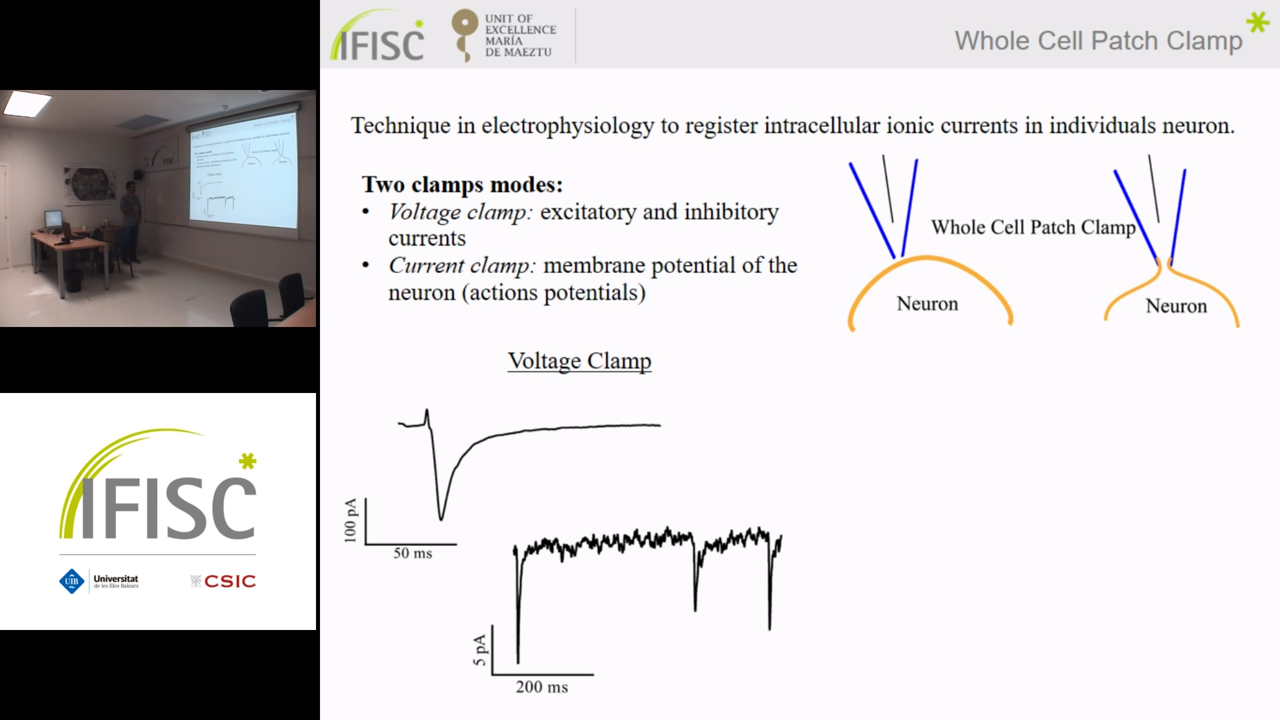 IFISC
UNIT OF
EXCELLENCE
MARÍA
DE MAEZTU
Whole Cell Patch Clamp
Technique in electrophysiology to register intracellular ionic currents in individuals neuron.
Two clamps modes:
• Voltage clamp: excitatory and inhibitory
currents
• Current clamp: membrane potential of the
neuron (actions potentials)
Whole Cell Patch Clamp
Neuron
Neuron
Voltage Clamp
100 pA
50 ms
5 pA
200 ms
IFISC
UIB
Universitat
de les Illes Balears
CSIC